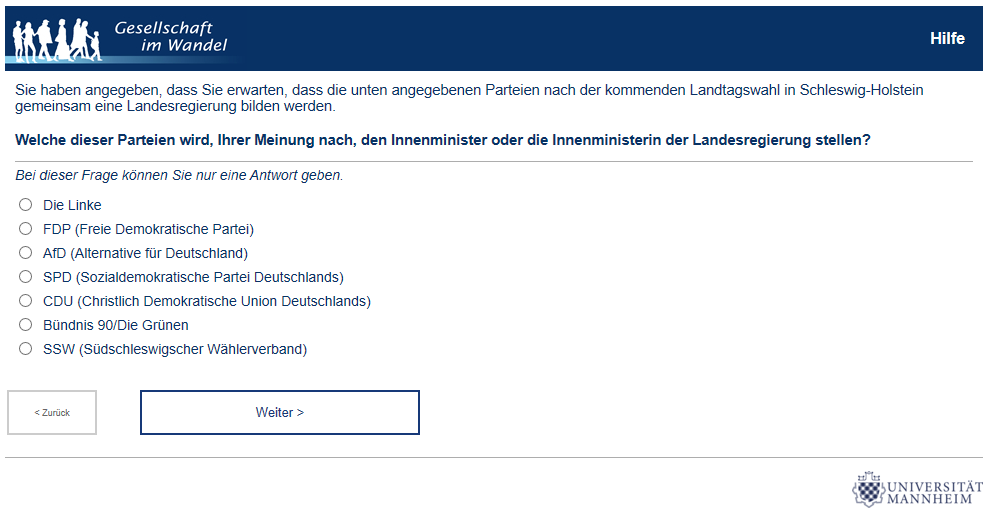 Gesellschaft
im Wandel
Hilfe
Sie haben angegeben, dass Sie erwarten, dass die unten angegebenen Parteien nach der kommenden Landtagswahl in Schleswig-Holstein
gemeinsam eine Landesregierung bilden werden.
Welche dieser Parteien wird, Ihrer Meinung nach, den Innenminister oder die Innenministerin der Landesregierung stellen?
Bei dieser Frage können Sie nur eine Antwort geben.
Die Linke
FDP (Freie Demokratische Partei)
AfD (Alternative für Deutschland)
SPD (Sozialdemokratische Partei Deutschlands)
CDU (Christlich Demokratische Union Deutschlands)
Bündnis 90/Die Grünen
SSW (Südschleswigscher Wählerverband)
< Zurück
Weiter >
UNIVERSITÄT
MANNHEIM